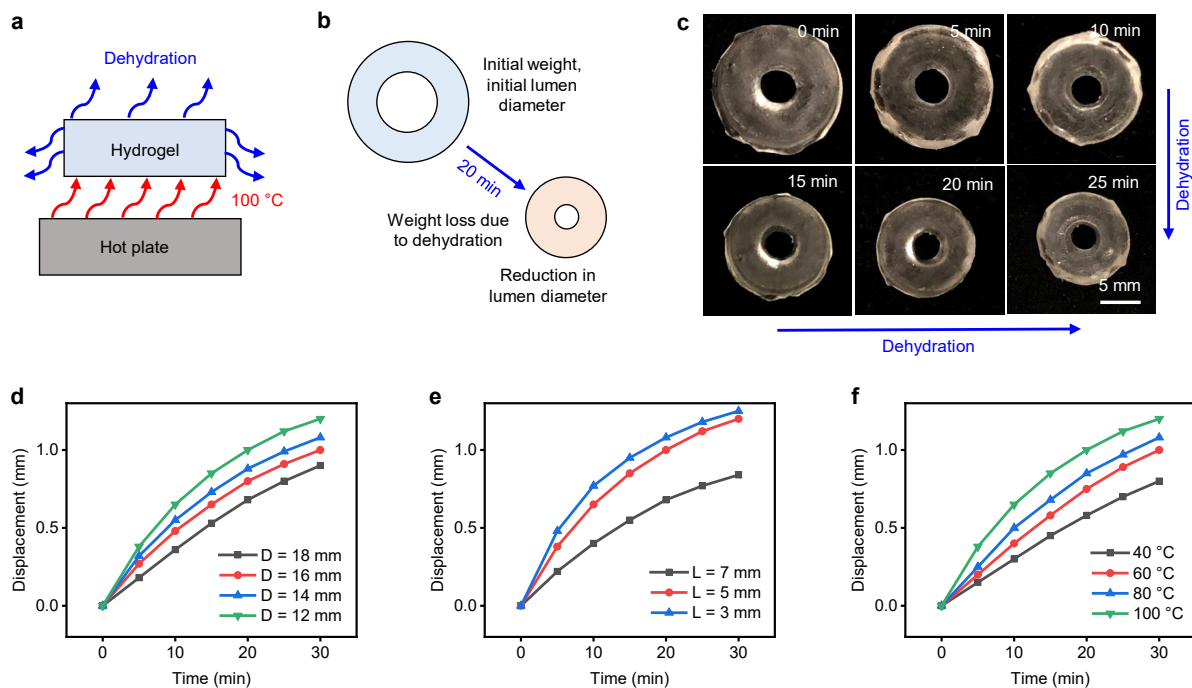 a
Dehydration
Hydrogel
100 °C
Hot plate
b
Initial weight,
initial lumen
diameter
20 min
Weight loss due
to dehydration
Reduction in
lumen diameter
c
0 min
5 min
10 min
15 min
20 min
25 min
5 mm
Dehydration
Dehydration
d
Displacement (mm)
1.0
0.5
0.0
D = 18 mm
D = 16 mm
D = 14 mm
D = 12 mm
0 10 20 30
Time (min)
e
Displacement (mm)
1.0
0.5
0.0
L = 7 mm
L = 5 mm
L = 3 mm
0 10 20 30
Time (min)
f
Displacement (mm)
1.0
0.5
0.0
40 °C
60 °C
80 °C
100 °C
0 10 20 30
Time (min)